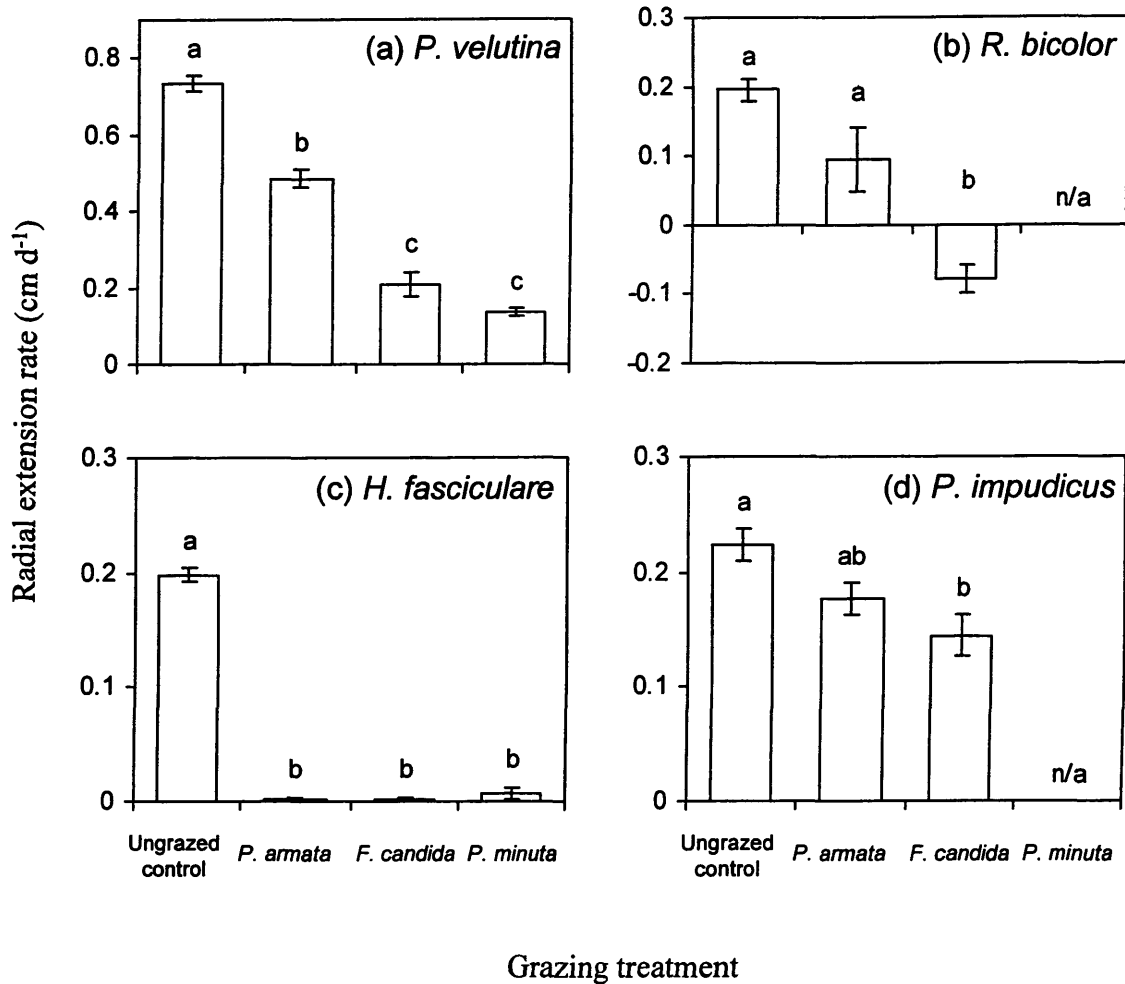 Radial extension rate (cm d⁻¹)
(a) P. velutina
0.8
0.6
0.4
0.2
0
a
b
c
c
(b) R. bicolor
0.3
0.2
0.1
0
-0.1
-0.2
a
a
b
n/a
(c) H. fasciculare
0.3
0.2
0.1
0
a
b
b
b
Ungrazed control
P. armata
F. candida
P. minuta
(d) P. impudicus
0.3
0.2
0.1
0
a
ab
b
n/a
Ungrazed control
P. armata
F. candida
P. minuta
Grazing treatment